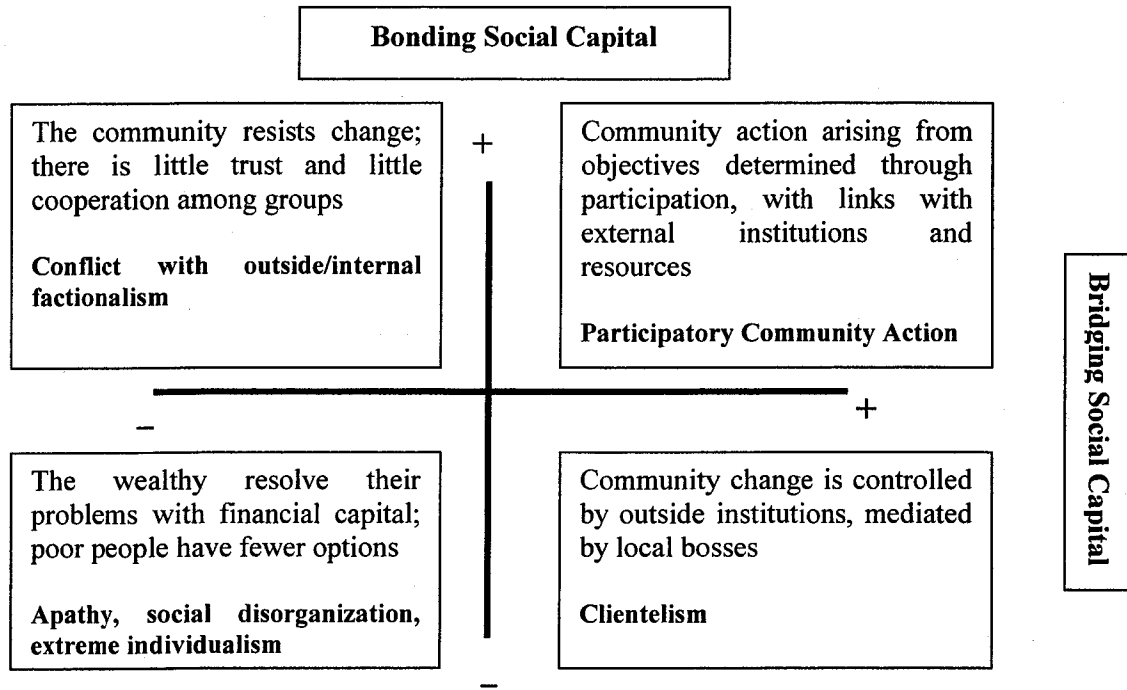 Bonding Social Capital
The community resists change;
there is little trust and little
cooperation among groups
Conflict with outside/internal
factionalism
+
Community action arising from
objectives determined through
participation, with links with
external institutions and
resources
Participatory Community Action
Bridging Social Capital
–
+
The wealthy resolve their
problems with financial capital;
poor people have fewer options
Apathy, social disorganization,
extreme individualism
Community change is controlled
by outside institutions, mediated
by local bosses
Clientelism
–